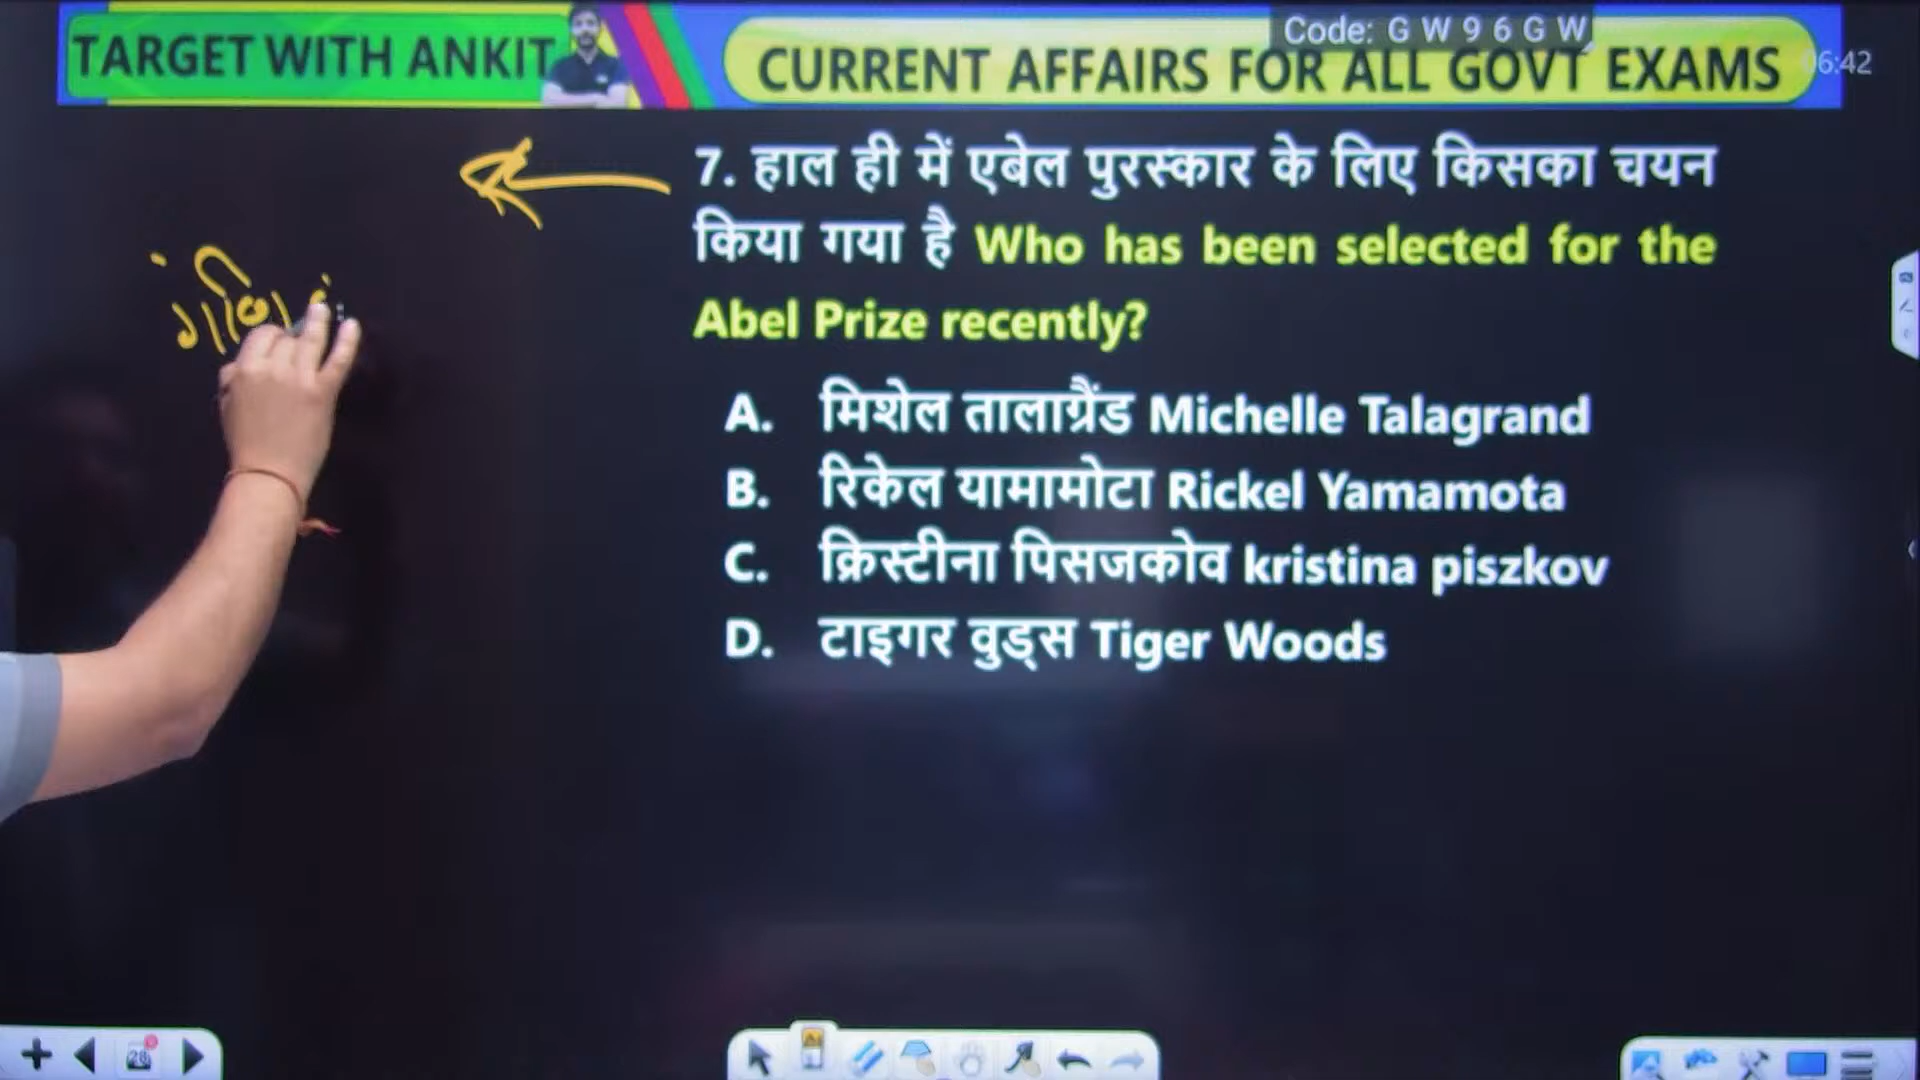 TARGET WITH ANKIT
CURRENT AFFAIRS FOR ALL GOVT EXAMS
Code: G W 9 6 G W
06:42
7. हाल ही में एबेल पुरस्कार के लिए किसका चयन
किया गया है Who has been selected for the
Abel Prize recently?
A. मिशेल तालाग्रैंड Michelle Talagrand
B. रिकेल यामामोटा Rickel Yamamota
C. क्रिस्टीना पिसजकोव kristina piszkov
D. टाइगर वुड्स Tiger Woods
28